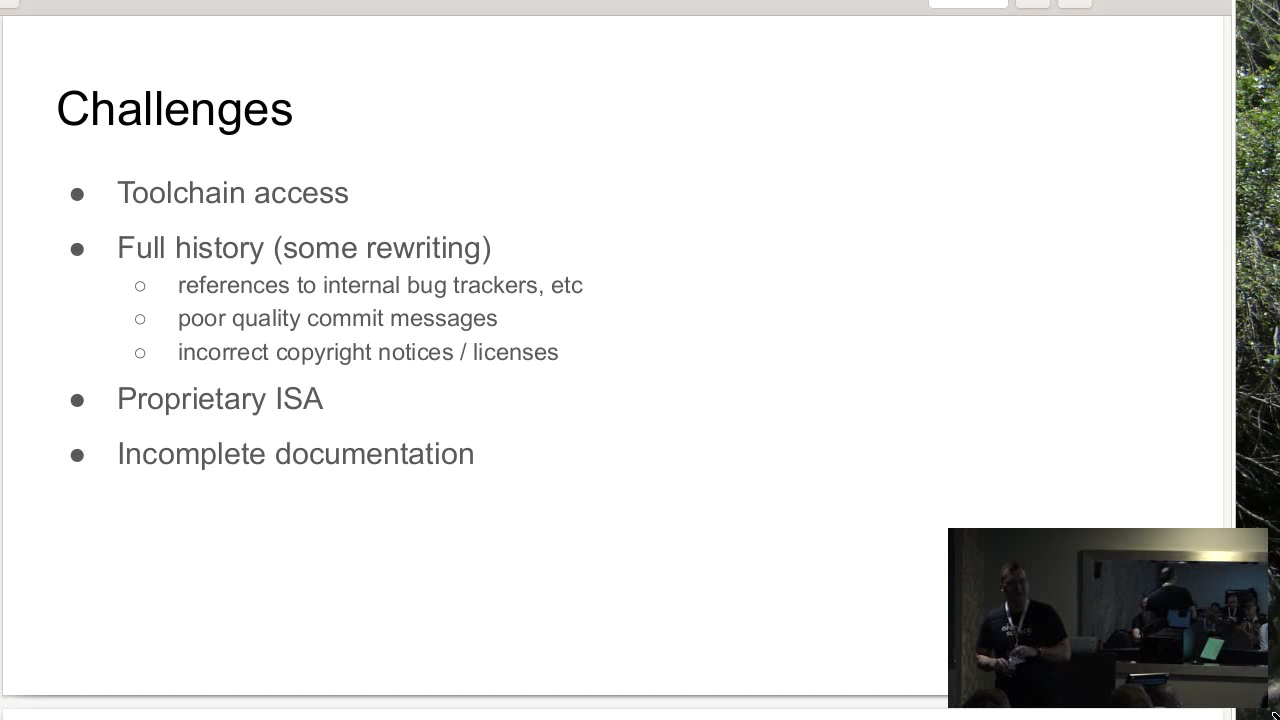 Challenges
● Toolchain access
● Full history (some rewriting)
○ references to internal bug trackers, etc
○ poor quality commit messages
○ incorrect copyright notices / licenses
● Proprietary ISA
● Incomplete documentation